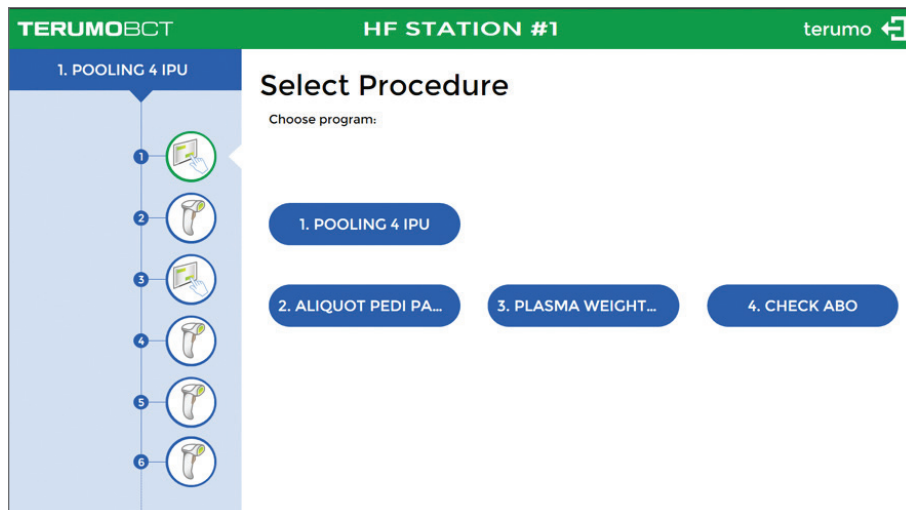 TERUMOBCT
HF STATION #1
terumo
1. POOLING 4 IPU
Select Procedure
Choose program:
1
2
3
4
5
6
1. POOLING 4 IPU
2. ALIQUOT PEDI PA...
3. PLASMA WEIGHT...
4. CHECK ABO